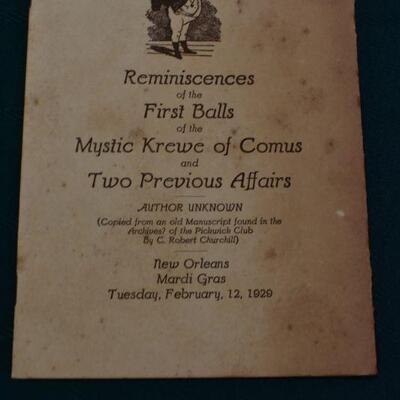 Reminiscences
of the
First Balls
of the
Mystic Krewe of Comus
and
Two Previous Affairs
AUTHOR UNKNOWN
(Copied from an old Manuscript found in the
Archives? of the Pickwick Club
By C. Robert Churchill)
New Orleans
Mardi Gras
Tuesday, February, 12, 1929